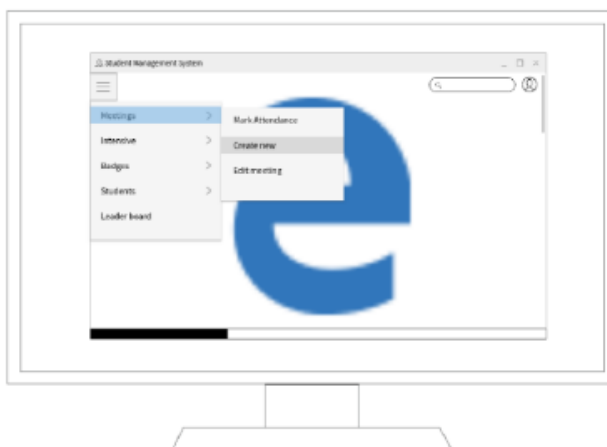 Student Management System
Meetings
Intensive
Badges
Students
Leader board
Mark Attendance
Create new
Edit meeting
e